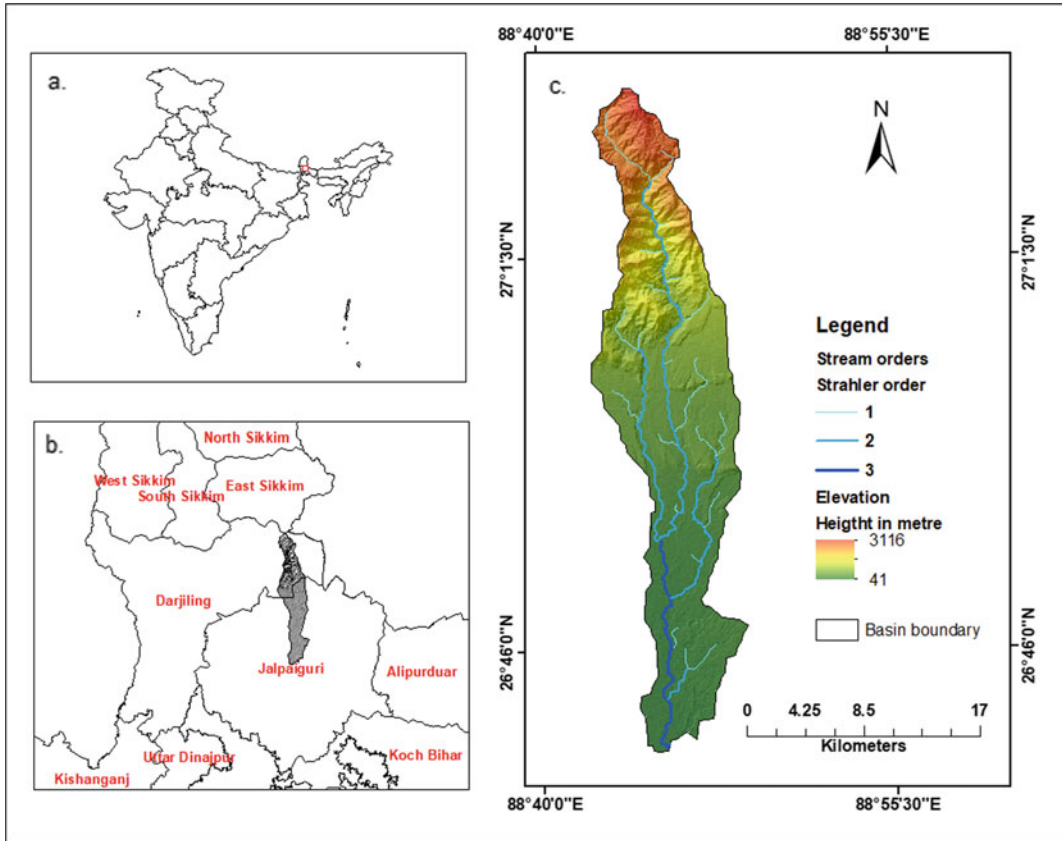 a.
b.
North Sikkim
West Sikkim
South Sikkim
East Sikkim
Darjiling
Jalpaiguri
Alipurduar
Uttar Dinajpur
Koch Bihar
Kishanganj
88°40'0"E
88°55'30"E
c.
N
27°1'30"N
27°1'30"N
Legend
Stream orders
Strahler order
1
2
3
Elevation
Heigtht in metre
3116
41
Basin boundary
26°46'0"N
26°46'0"N
0 4.25 8.5 17
Kilometers
88°40'0"E
88°55'30"E